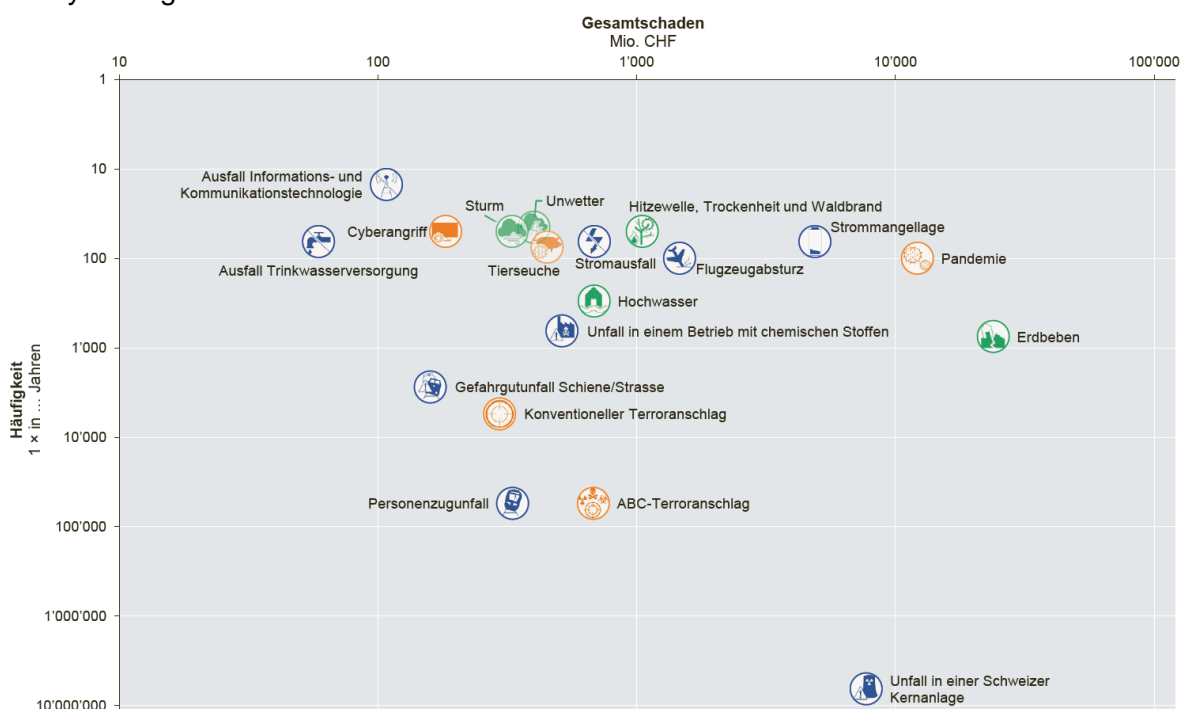 Gesamtschaden
Mio. CHF
10
100
1'000
10'000
100'000
1
10
100
1'000
10'000
100'000
1'000'000
10'000'000
Häufigkeit
1 × in ... Jahren
Ausfall Informations- und
Kommunikationstechnologie
Sturm
Unwetter
Hitzewelle, Trockenheit und Waldbrand
Cyberangriff
Strommangellage
Ausfall Trinkwasserversorgung
Tierseuche
Stromausfall
Flugzeugabsturz
Pandemie
Hochwasser
Unfall in einem Betrieb mit chemischen Stoffen
Erdbeben
Gefahrgutunfall Schiene/Strasse
Konventioneller Terroranschlag
Personenzugunfall
ABC-Terroranschlag
Unfall in einer Schweizer
Kernanlage